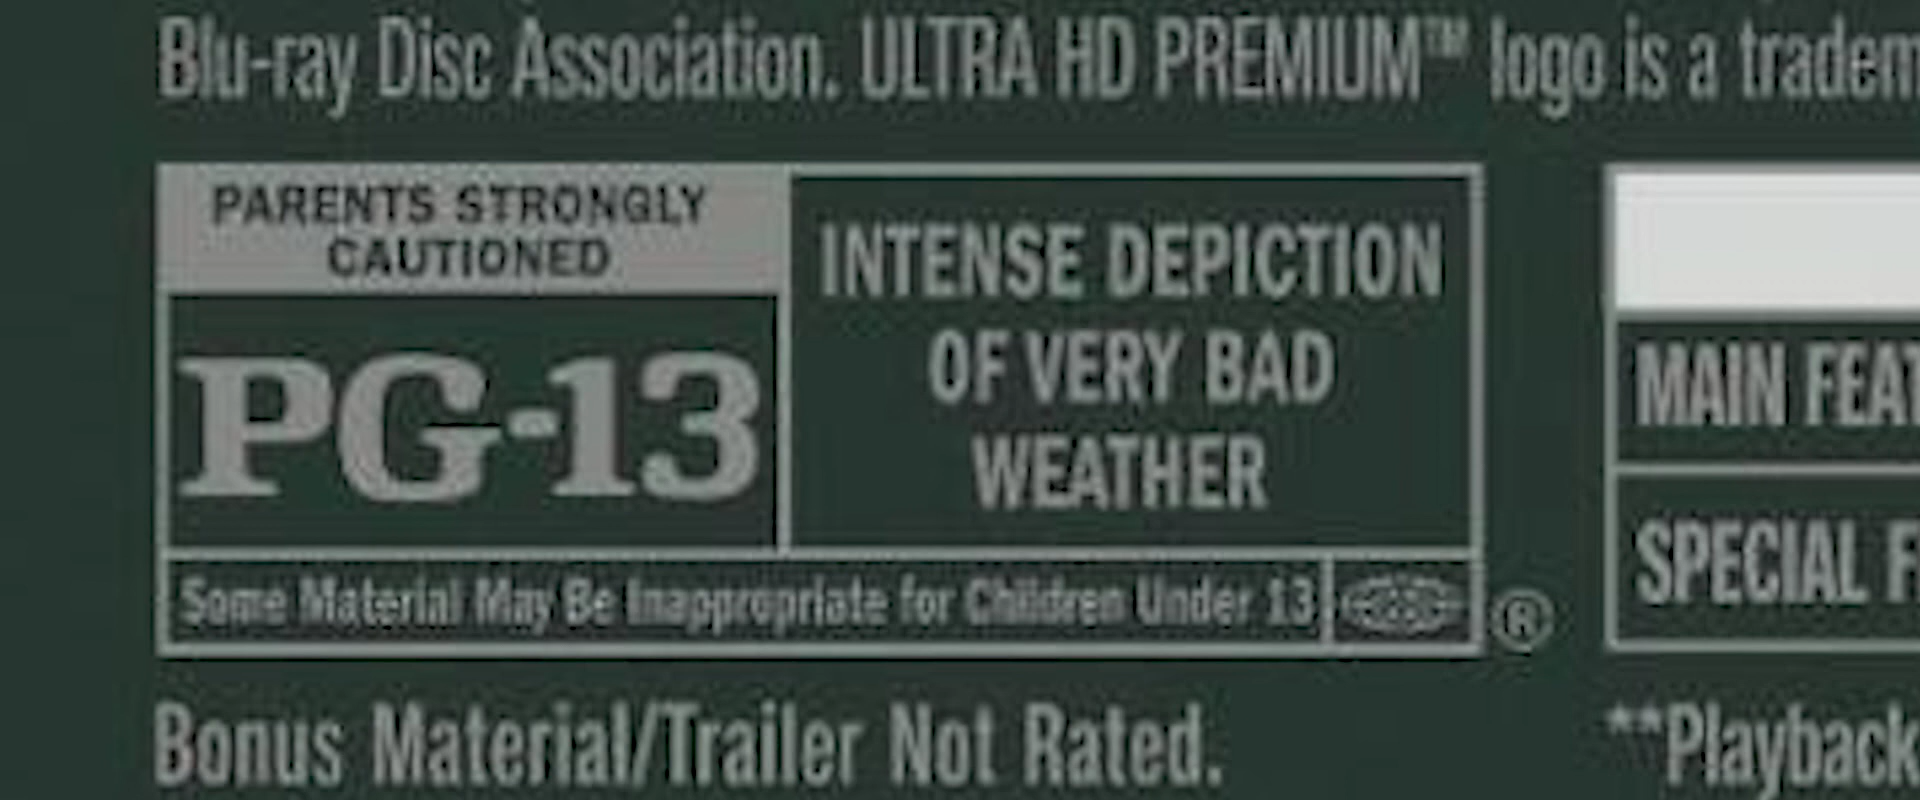 Blu-ray Disc Association. ULTRA HD PREMIUM™ logo is a tradem
PARENTS STRONGLY
CAUTIONED
PG-13
INTENSE DEPICTION
OF VERY BAD
WEATHER
Some Material May Be Inappropriate for Children Under 13
®
MAIN FEAT
SPECIAL F
Bonus Material/Trailer Not Rated.
**Playback